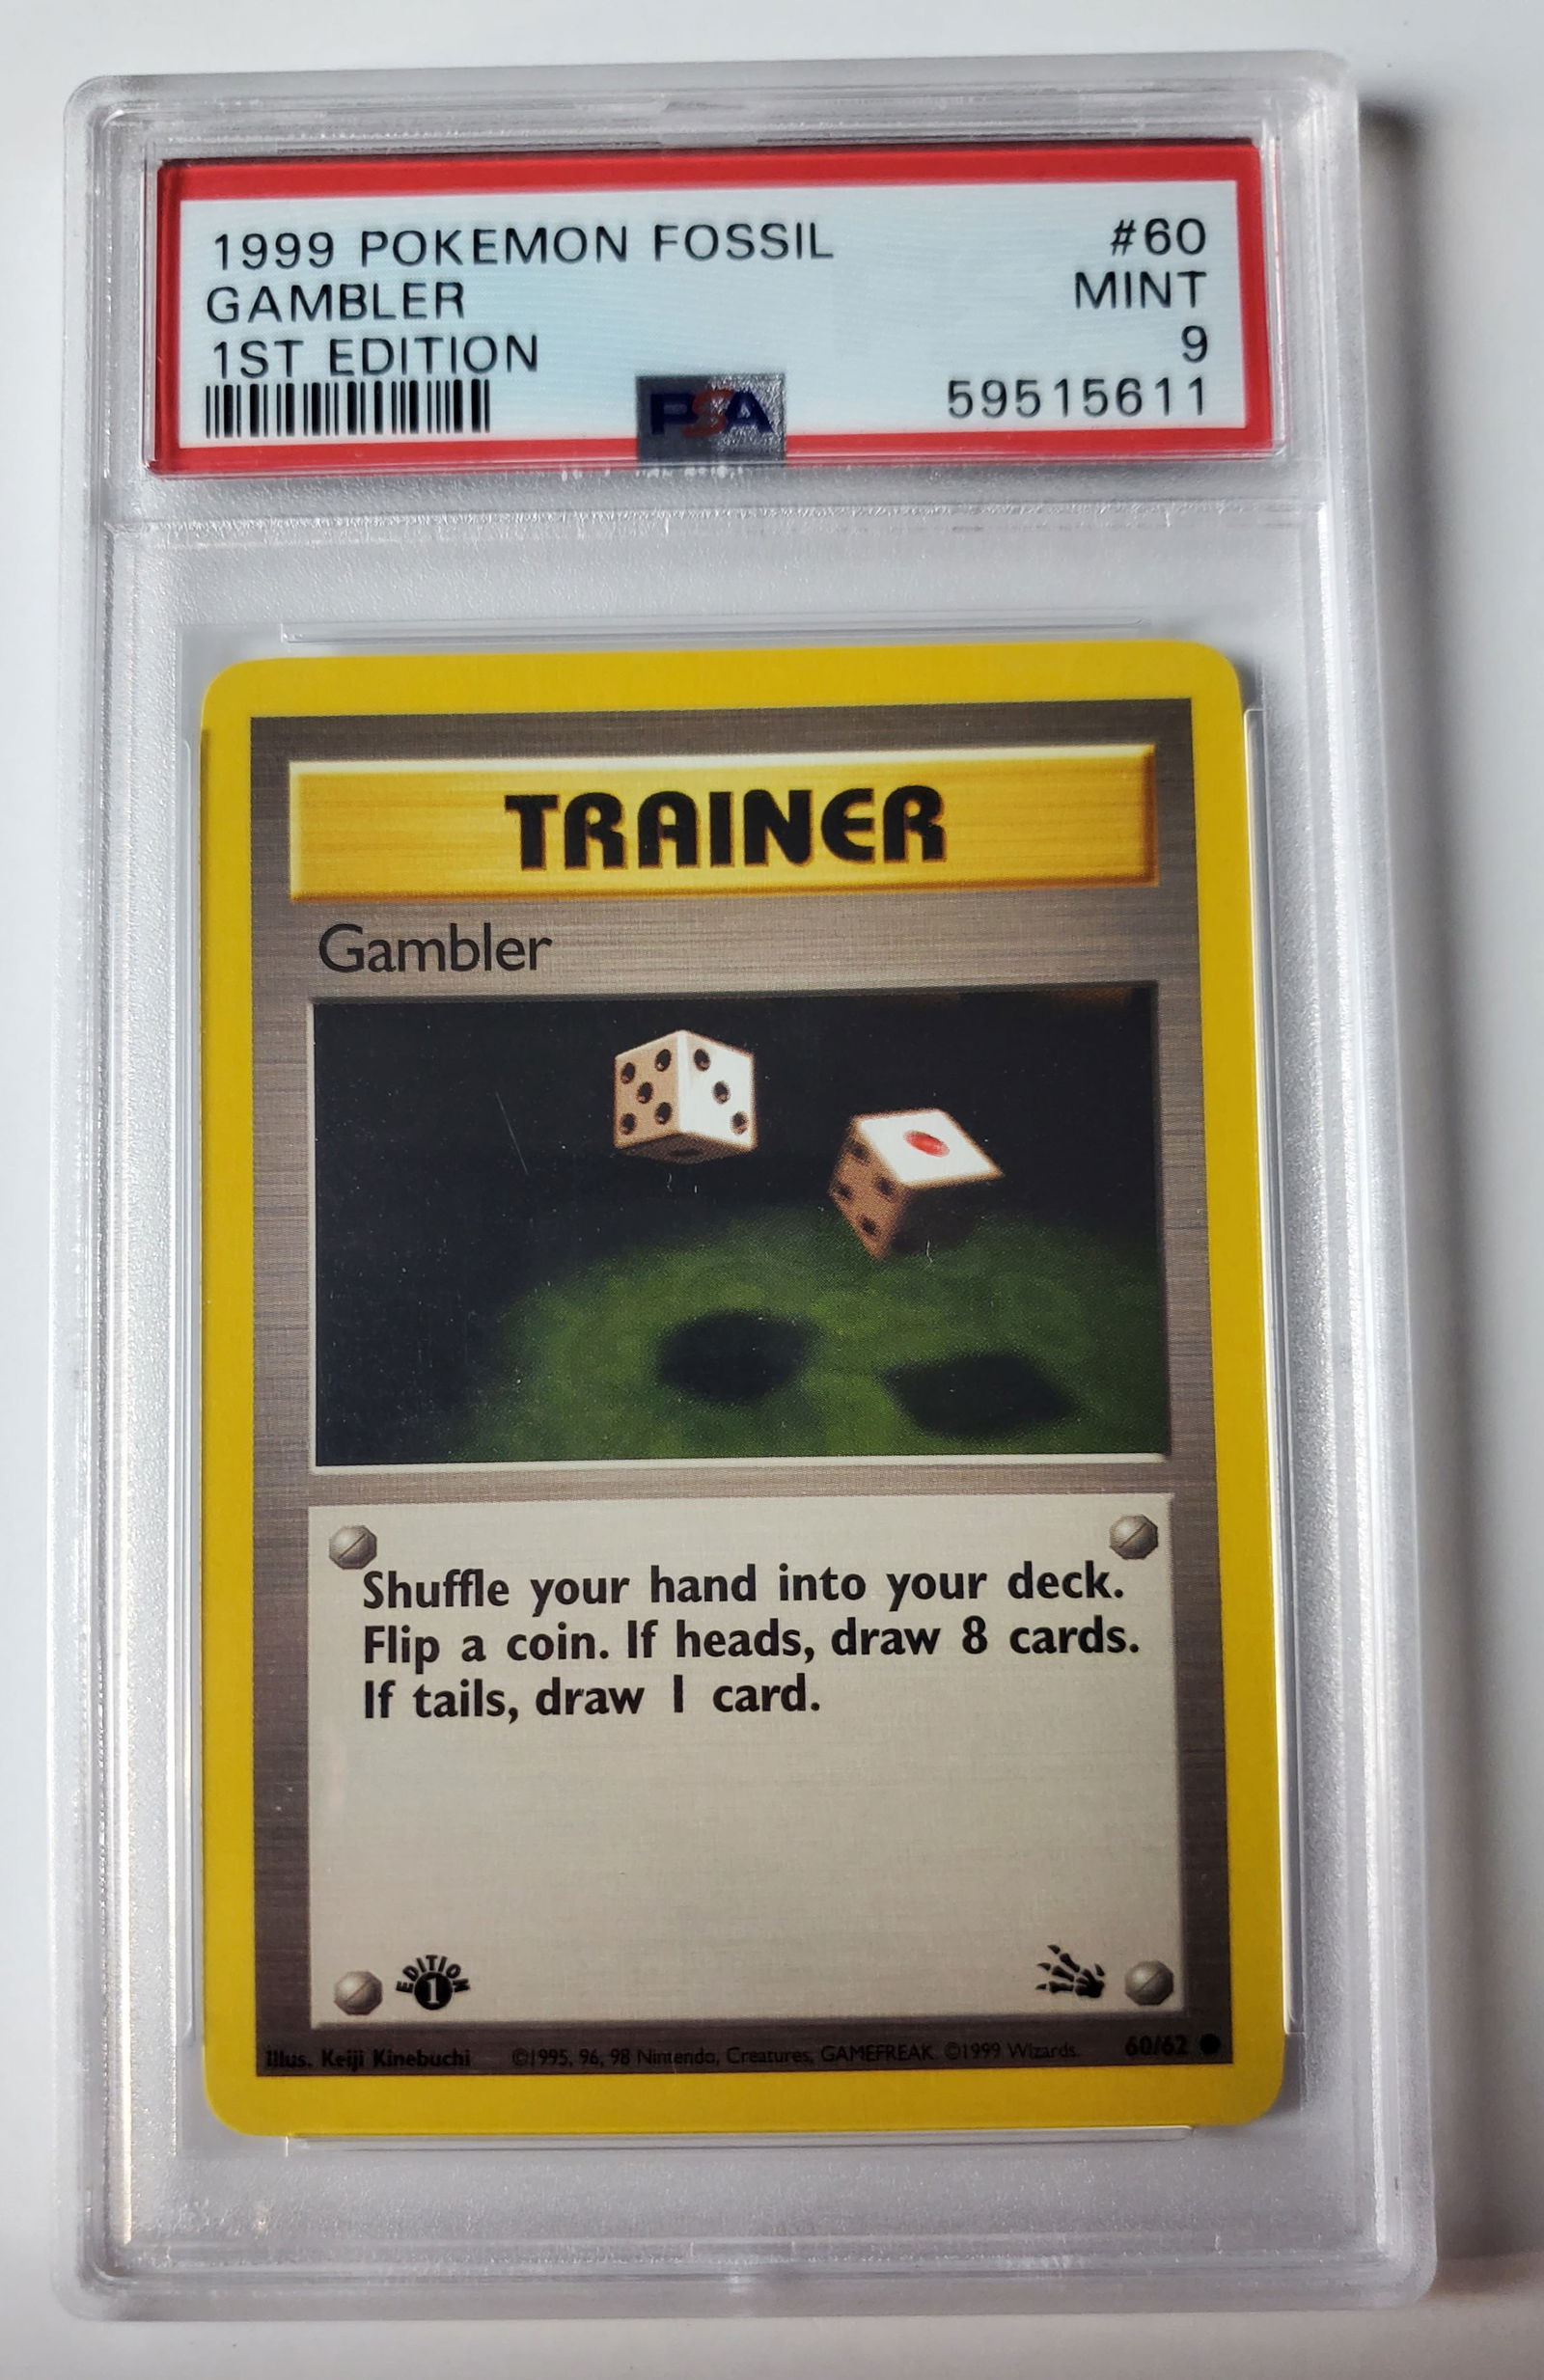 1999 POKEMON FOSSIL #60
GAMBLER MINT
1ST EDITION 9
PSA 59515611
TRAINER
Gambler
Shuffle your hand into your deck.
Flip a coin. If heads, draw 8 cards.
If tails, draw 1 card.
EDITION
1
Illus. Keiji Kinebuchi ©1995, 96, 98 Nintendo, Creatures, GAMEFREAK. ©1999 Wizards. 60/62